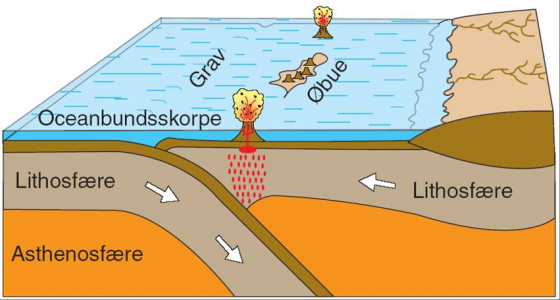 Grav
Øbue
Oceanbundsskorpe
Lithosfære
Lithosfære
Asthenosfære